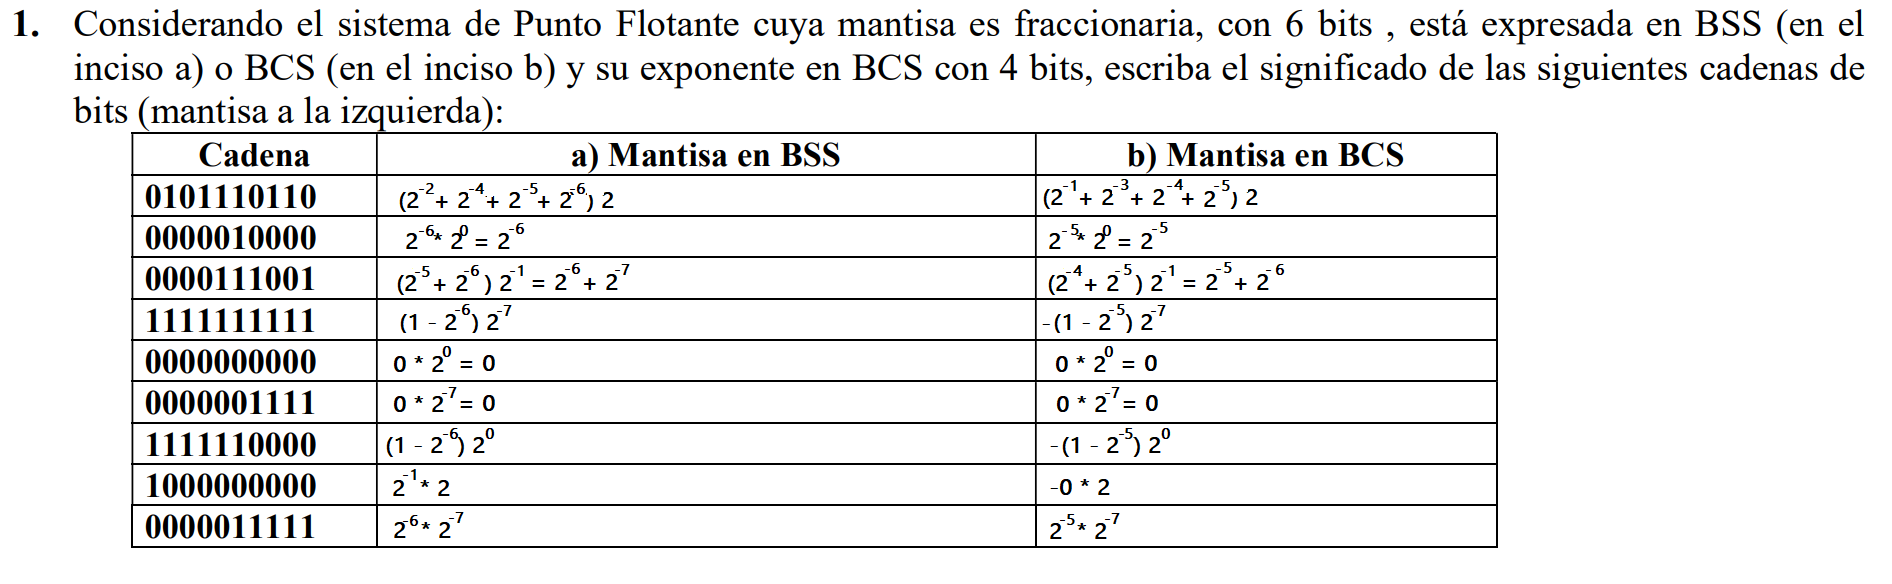 1. Considerando el sistema de Punto Flotante cuya mantisa es fraccionaria, con 6 bits , está expresada en BSS (en el
inciso a) o BCS (en el inciso b) y su exponente en BCS con 4 bits, escriba el significado de las siguientes cadenas de
bits (mantisa a la izquierda):
Cadena a) Mantisa en BSS b) Mantisa en BCS
0101110110 (2^-2 + 2^-4 + 2^-5 + 2^-6) 2 (2^-1 + 2^-3 + 2^-4 + 2^-5) 2
0000010000 2^-6 * 2^0 = 2^-6 2^-5 * 2^0 = 2^-5
0000111001 (2^-5 + 2^-6) 2^-1 = 2^-6 + 2^-7 (2^-4 + 2^-5) 2^-1 = 2^-5 + 2^-6
1111111111 (1 - 2^-6) 2^-7 -(1 - 2^-5) 2^-7
0000000000 0 * 2^0 = 0 0 * 2^0 = 0
0000001111 0 * 2^-7 = 0 0 * 2^-7 = 0
1111110000 (1 - 2^-6) 2^0 -(1 - 2^-5) 2^0
1000000000 2^-1 * 2 -0 * 2
0000011111 2^-6 * 2^-7 2^-5 * 2^-7